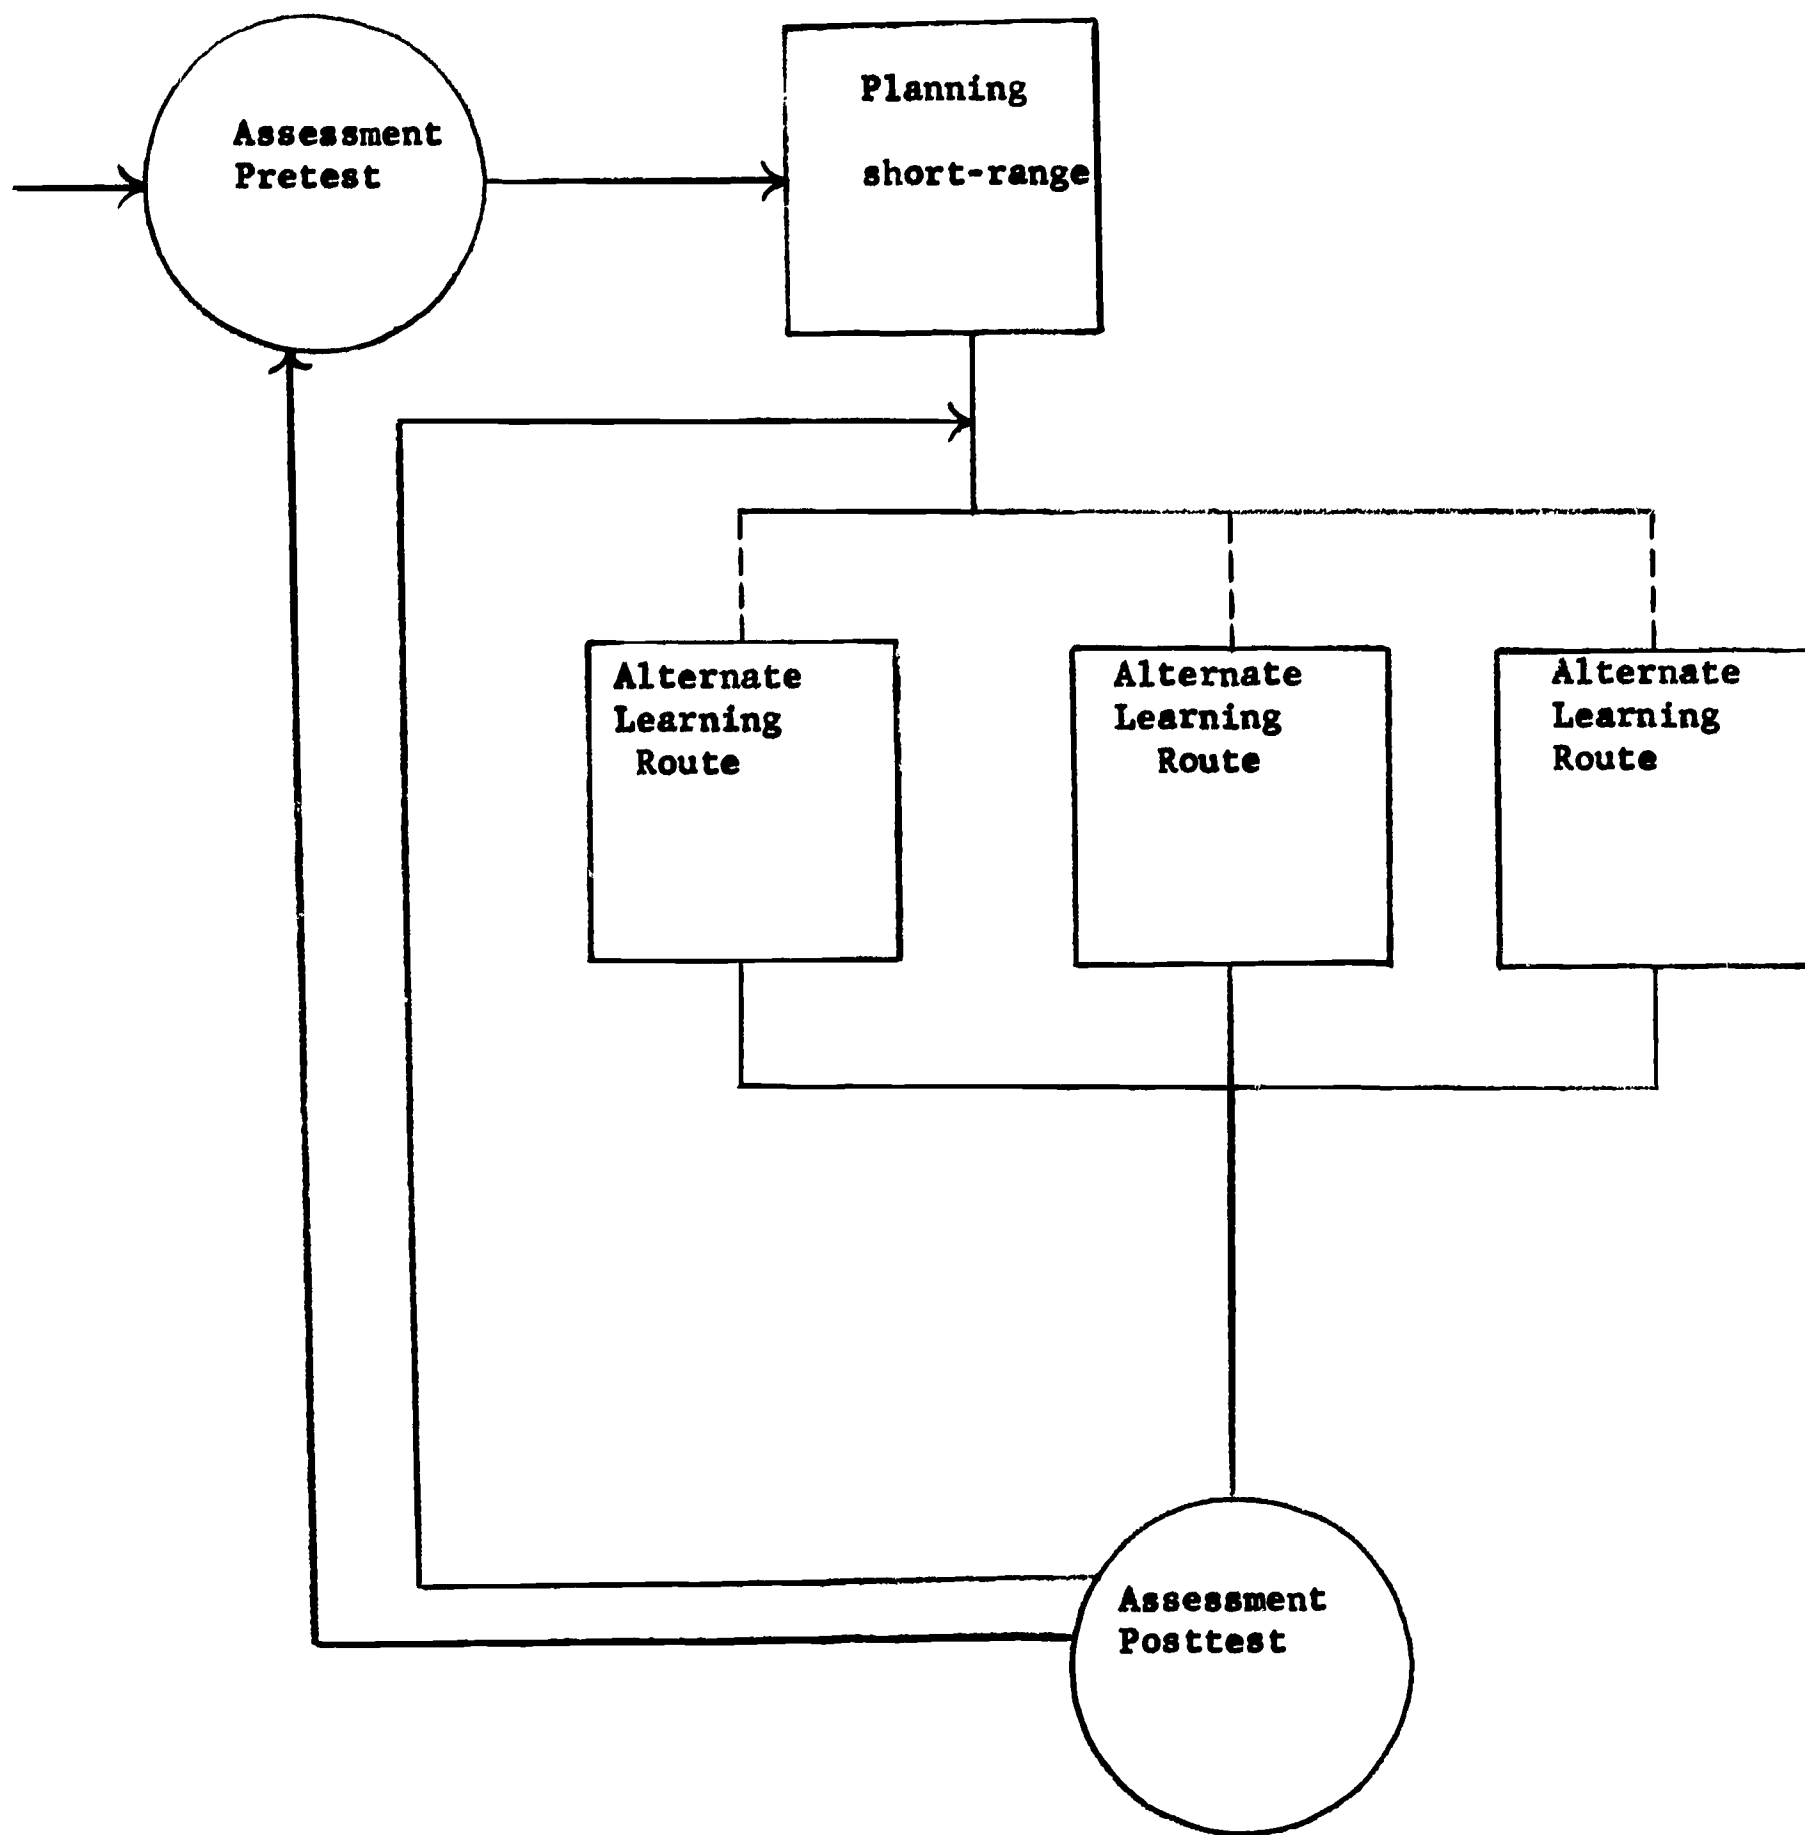 Assessment
Pretest
Planning
short-range
Alternate
Learning
Route
Alternate
Learning
Route
Alternate
Learning
Route
Assessment
Posttest